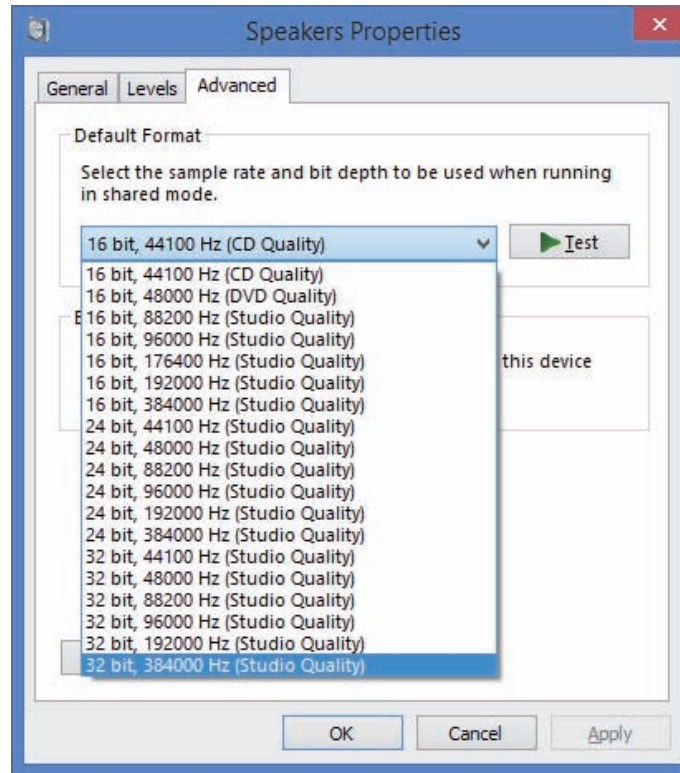 Speakers Properties
General Levels Advanced
Default Format
Select the sample rate and bit depth to be used when running
in shared mode.
16 bit, 44100 Hz (CD Quality)
Test
16 bit, 44100 Hz (CD Quality)
16 bit, 48000 Hz (DVD Quality)
16 bit, 88200 Hz (Studio Quality)
16 bit, 96000 Hz (Studio Quality)
16 bit, 176400 Hz (Studio Quality)
this device
16 bit, 192000 Hz (Studio Quality)
16 bit, 384000 Hz (Studio Quality)
24 bit, 44100 Hz (Studio Quality)
24 bit, 48000 Hz (Studio Quality)
24 bit, 88200 Hz (Studio Quality)
24 bit, 96000 Hz (Studio Quality)
24 bit, 192000 Hz (Studio Quality)
24 bit, 384000 Hz (Studio Quality)
32 bit, 44100 Hz (Studio Quality)
32 bit, 48000 Hz (Studio Quality)
32 bit, 88200 Hz (Studio Quality)
32 bit, 96000 Hz (Studio Quality)
32 bit, 192000 Hz (Studio Quality)
32 bit, 384000 Hz (Studio Quality)
OK Cancel Apply